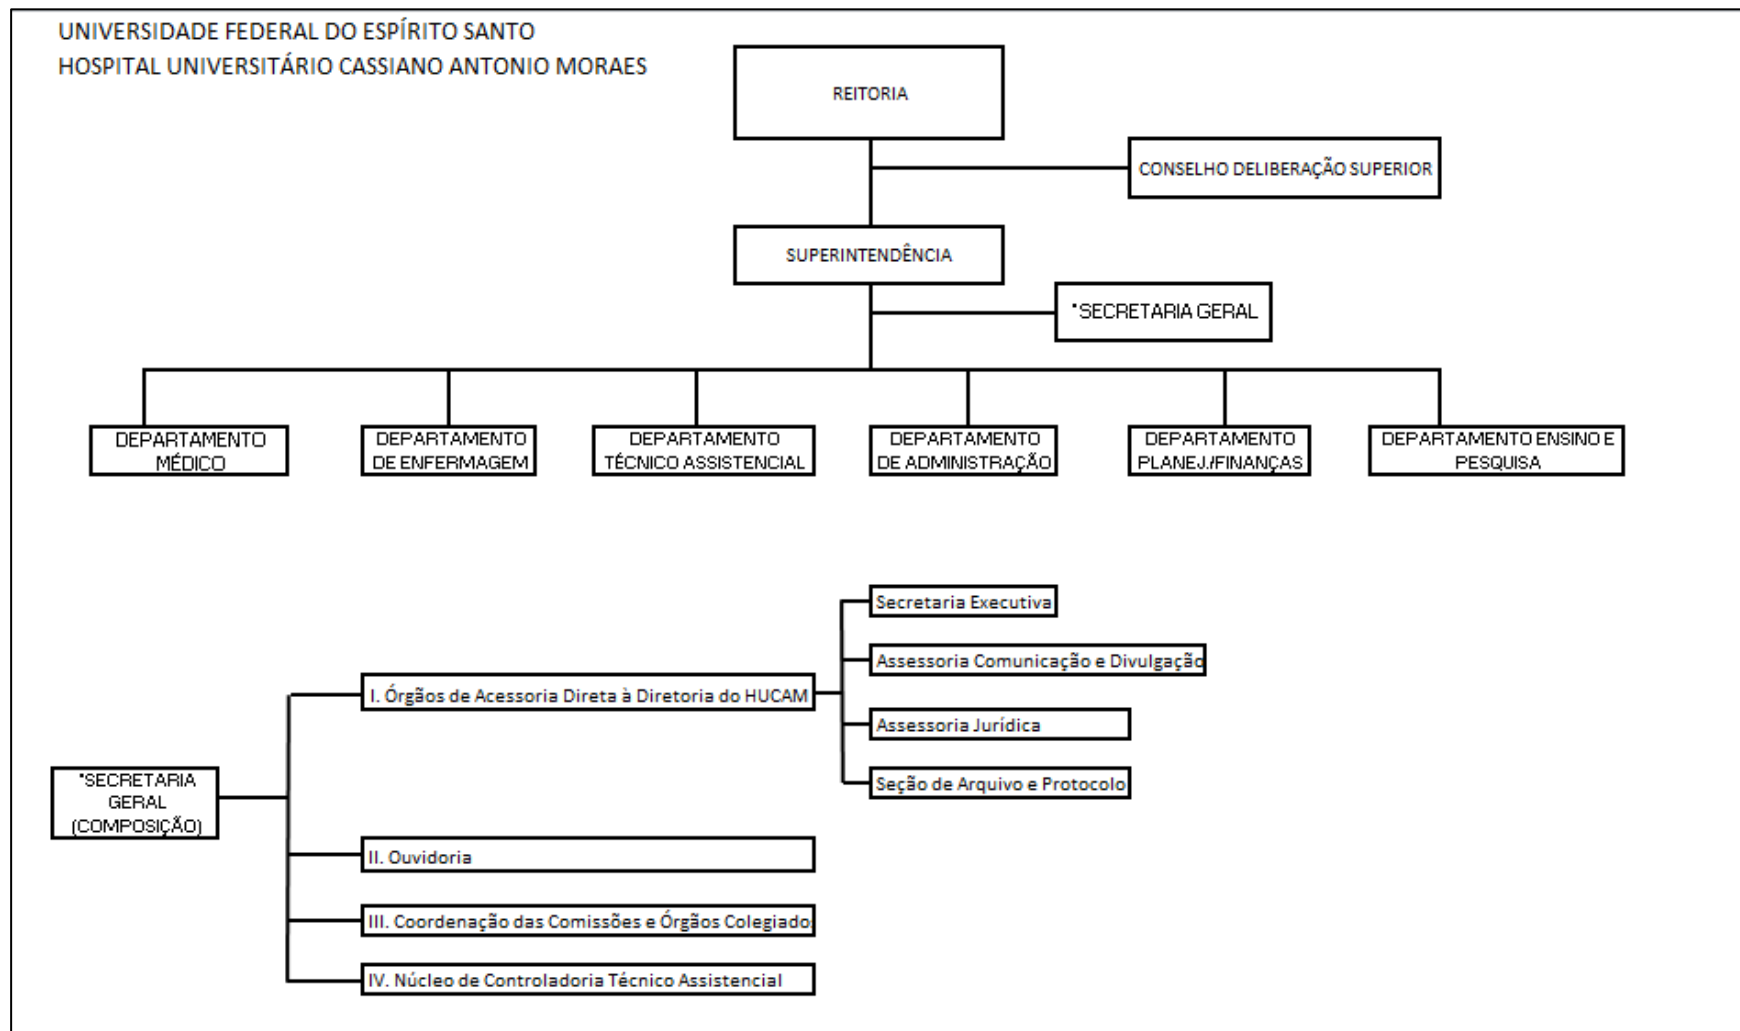 UNIVERSIDADE FEDERAL DO ESPÍRITO SANTO
HOSPITAL UNIVERSITÁRIO CASSIANO ANTONIO MORAES
REITORIA
CONSELHO DELIBERAÇÃO SUPERIOR
SUPERINTENDÊNCIA
*SECRETARIA GERAL
DEPARTAMENTO
MÉDICO
DEPARTAMENTO
DE ENFERMAGEM
DEPARTAMENTO
TÉCNICO ASSISTENCIAL
DEPARTAMENTO
DE ADMINISTRAÇÃO
DEPARTAMENTO
PLANEJ./FINANÇAS
DEPARTAMENTO ENSINO E
PESQUISA
*SECRETARIA
GERAL
(COMPOSIÇÃO)
I. Órgãos de Acessoria Direta à Diretoria do HUCAM
Secretaria Executiva
Assessoria Comunicação e Divulgação
Assessoria Jurídica
Seção de Arquivo e Protocolo
II. Ouvidoria
III. Coordenação das Comissões e Órgãos Colegiado
IV. Núcleo de Controladoria Técnico Assistencial